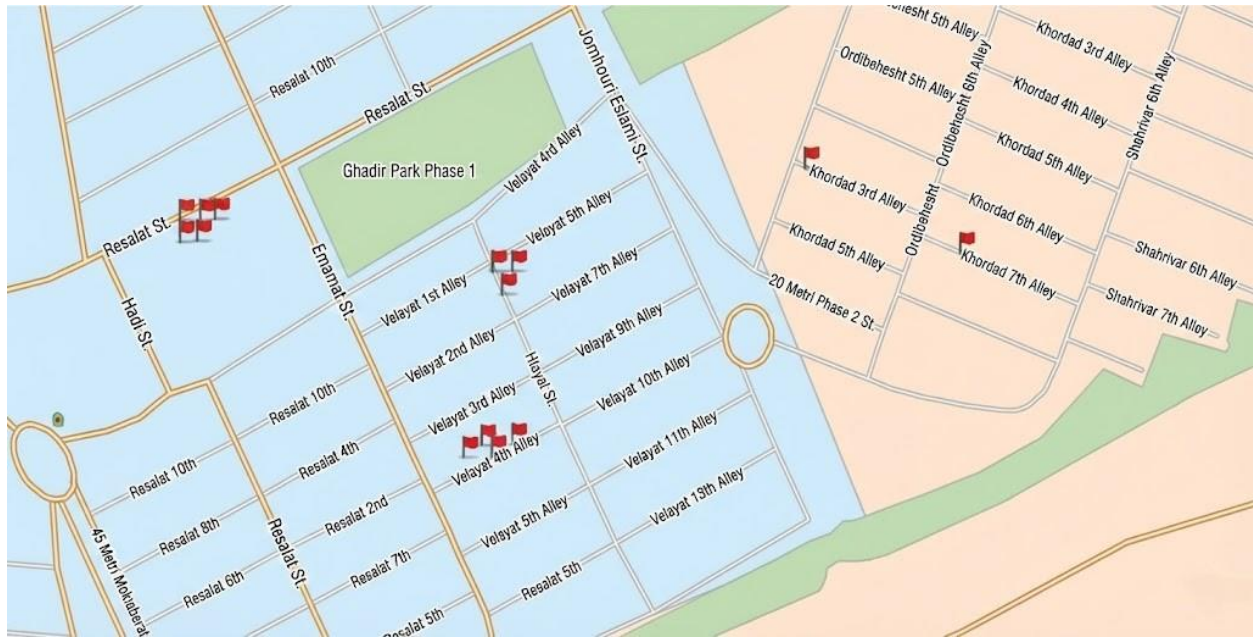 Ordibehesht 5th Alley
Khordad 3rd Alley
Resalat 10th
Jomhouri Eslami St.
Ordibehesht 5th Alley
Ordibehesht 6th Alley
Khordad 4th Alley
Shahrivar 6th Alley
Resalat St.
Velayat 4rd Alley
Khordad 5th Alley
Ghadir Park Phase 1
Khordad 3rd Alley
Velayat 5th Alley
Khordad 6th Alley
Resalat St.
Emamat St.
Ordibehesht
Khordad 5th Alley
Khordad 7th Alley
Shahrivar 6th Alley
Velayat 1st Alley
Velayat 7th Alley
20 Metri Phase 2 St.
Shahrivar 7th Alloy
Hadi St.
Velayat 2nd Alley
Velayat 9th Alley
Hlayal St.
Resalat 10th
Velayat 3rd Alley
Velayat 10th Alley
Resalat 10th
Resalat 4th
Velayat 4th Alley
Velayat 11th Alley
Resalat 8th
Resalat 2nd
Velayat 5th Alley
Velayat 13th Alley
45 Metri
Resalat St.
Resalat 6th
Resalat 7th
Resalat 5th
Resalat 5th